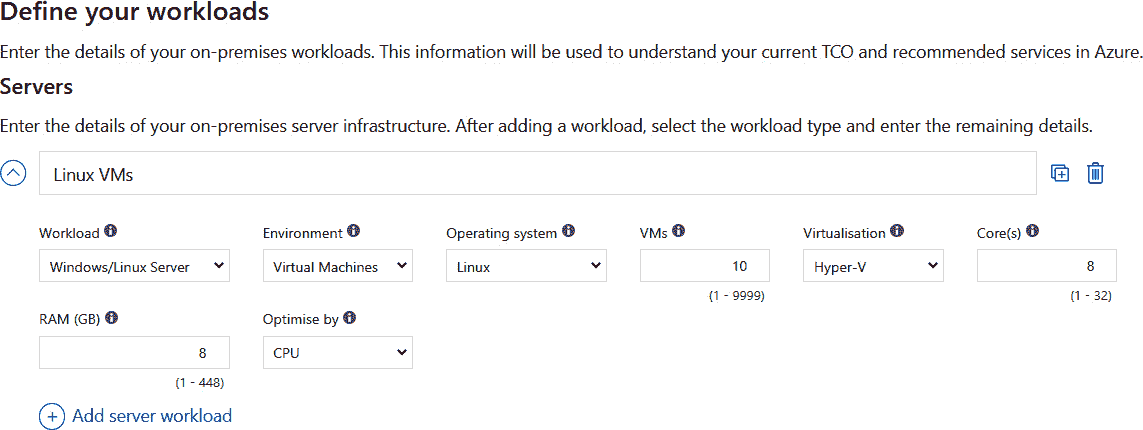 Define your workloads
Enter the details of your on-premises workloads. This information will be used to understand your current TCO and recommended services in Azure.
Servers
Enter the details of your on-premises server infrastructure. After adding a workload, select the workload type and enter the remaining details.
Linux VMs
Workload Environment Operating system VMs Virtualisation Core(s)
Windows/Linux Server Virtual Machines Linux 10 Hyper-V 8
(1 - 9999) (1 - 32)
RAM (GB) Optimise by
8 CPU
(1 - 448)
Add server workload